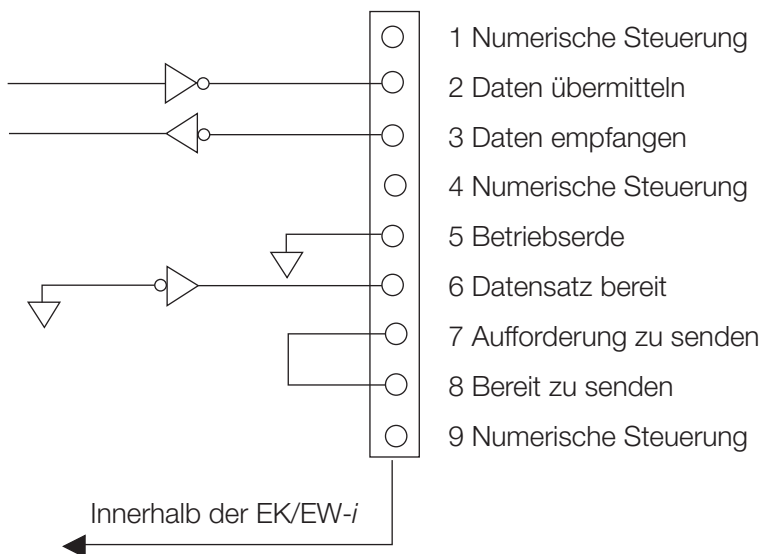 1 Numerische Steuerung
2 Daten übermitteln
3 Daten empfangen
4 Numerische Steuerung
5 Betriebserde
6 Datensatz bereit
7 Aufforderung zu senden
8 Bereit zu senden
9 Numerische Steuerung
Innerhalb der EK/EW-i